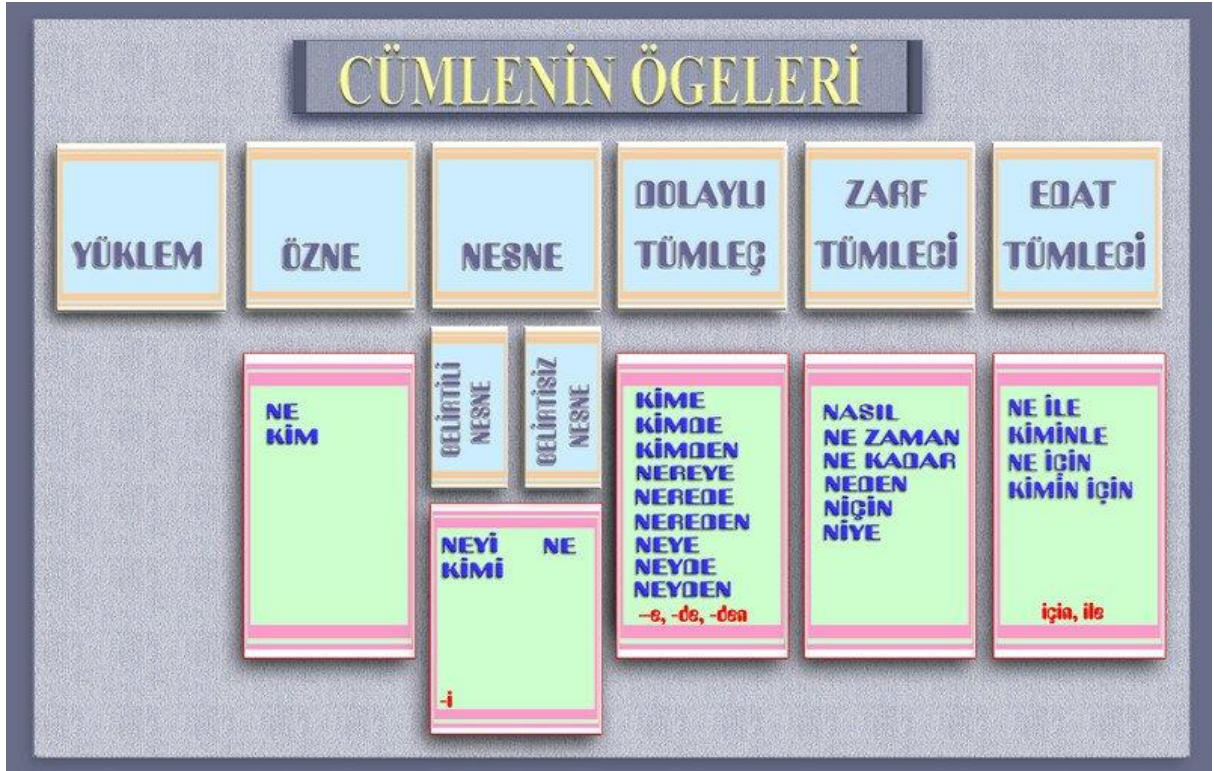 CÜMLENİN ÖGELERİ
YÜKLEM
ÖZNE
NESNE
DOLAYLI
TÜMLEÇ
ZARF
TÜMLECİ
EDAT
TÜMLECİ
NE
KİM
BELİRTİLİ
NESNE
BELİRTİSİZ
NESNE
NEYİ NE
KİMİ
-i
KİME
KİMDE
KİMDEN
NEREYE
NEREDE
NEREDEN
NEYE
NEYDE
NEYDEN
-e, -de, -den
NASIL
NE ZAMAN
NE KADAR
NEDEN
NİÇİN
NİYE
NE İLE
KİMİNLE
NE İÇİN
KİMİN İÇİN
için, ile